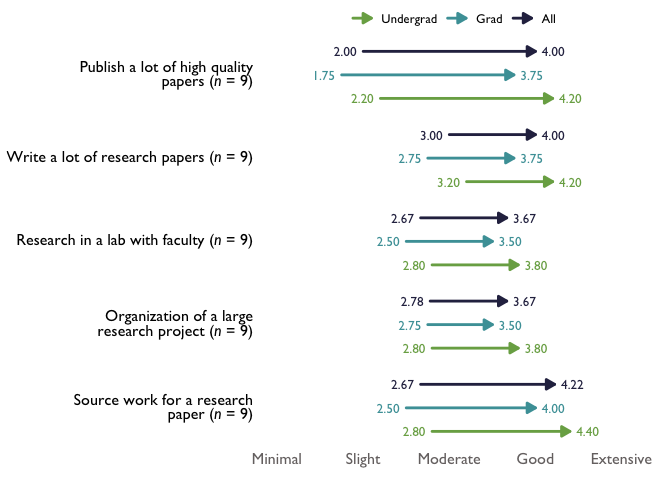 Undergrad Grad All
2.00 4.00
Publish a lot of high quality
papers (n = 9)
1.75 3.75
2.20 4.20
3.00 4.00
Write a lot of research papers (n = 9)
2.75 3.75
3.20 4.20
2.67 3.67
Research in a lab with faculty (n = 9)
2.50 3.50
2.80 3.80
2.78 3.67
Organization of a large
research project (n = 9)
2.75 3.50
2.80 3.80
2.67 4.22
Source work for a research
paper (n = 9)
2.50 4.00
2.80 4.40
Minimal Slight Moderate Good Extensive